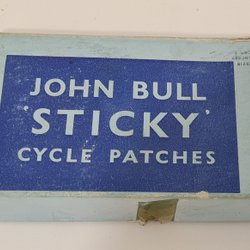 JOHN BULL
STICKY'
CYCLE PATCHES